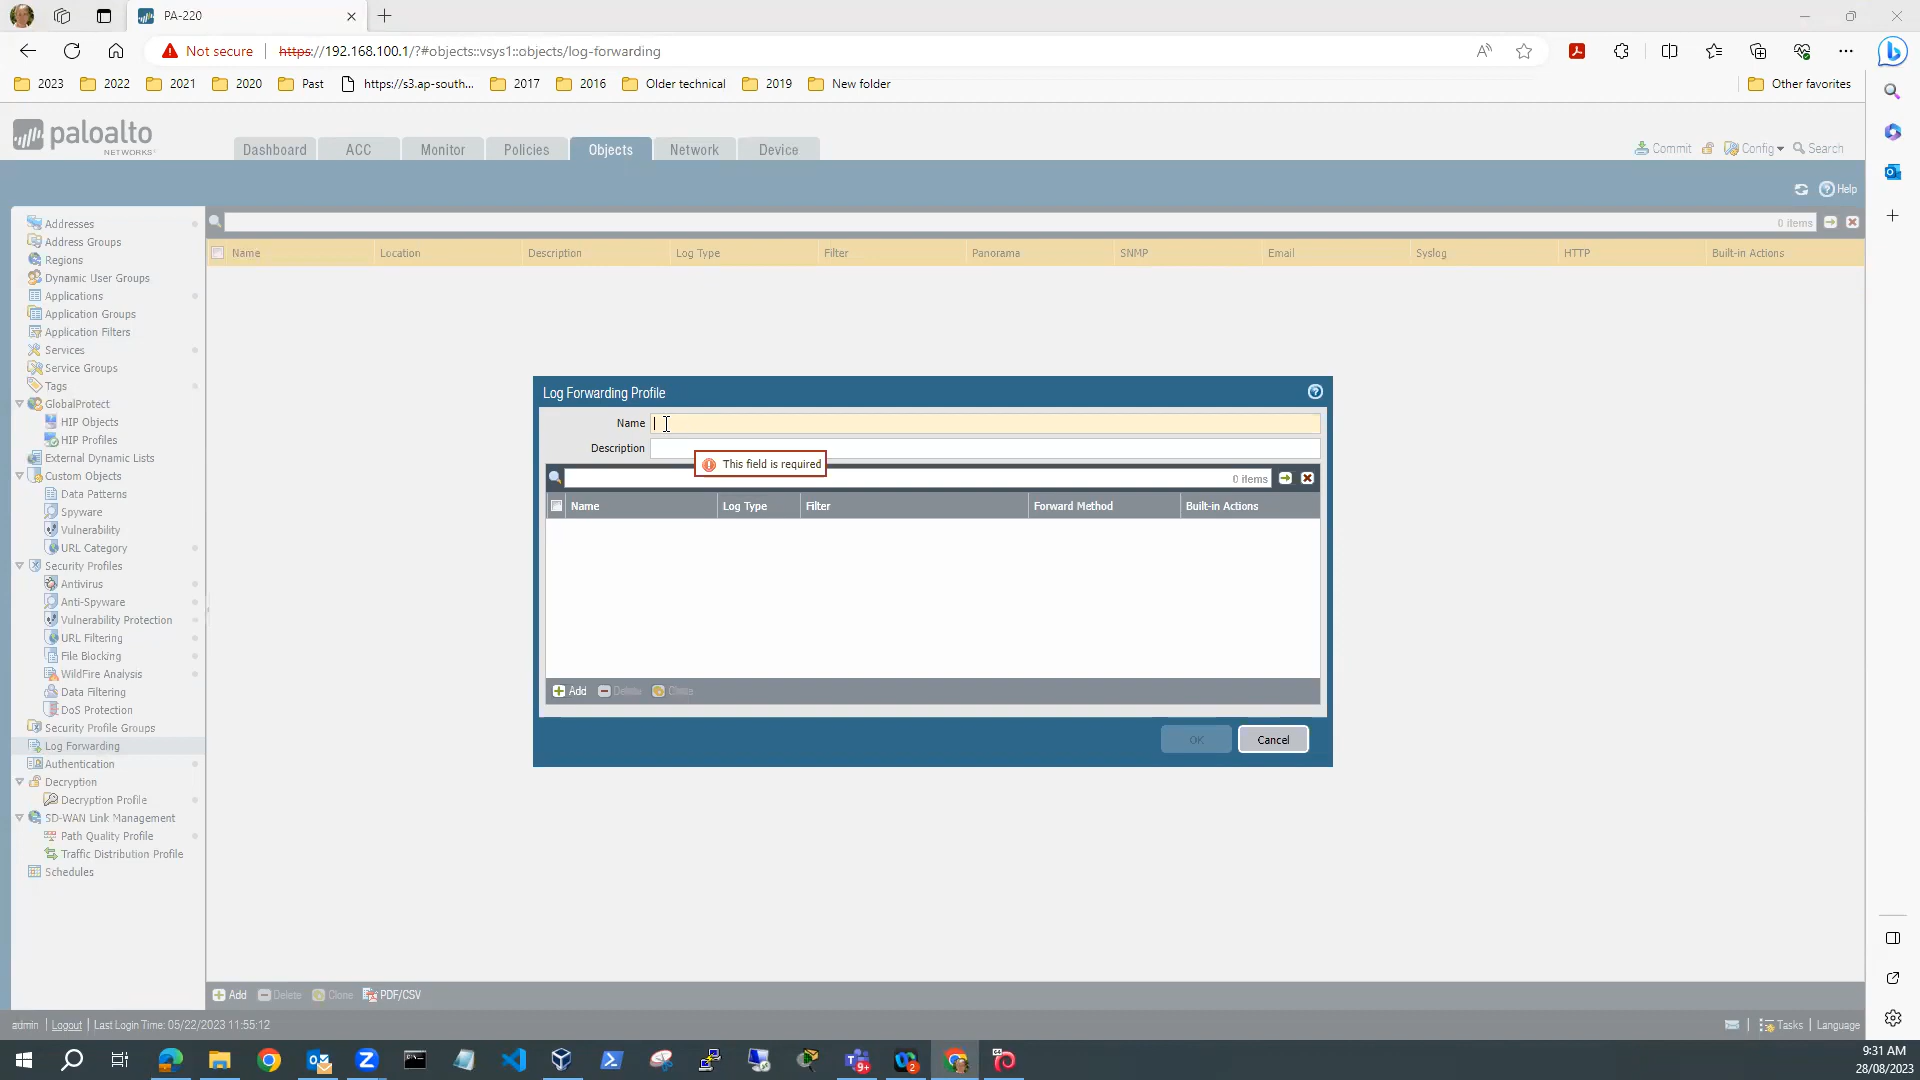 PA-220
Not secure
https://192.168.100.1/?#objects::vsys1::objects/log-forwarding
2023
2022
2021
2020
Past
https://s3.ap-south...
2017
2016
Older technical
2019
New folder
Other favorites
paloalto
NETWORKS
Dashboard
ACC
Monitor
Policies
Objects
Network
Device
Commit
Config
Search
Help
Addresses
Address Groups
Regions
Dynamic User Groups
Applications
Application Groups
Application Filters
Services
Service Groups
Tags
GlobalProtect
HIP Objects
HIP Profiles
External Dynamic Lists
Custom Objects
Data Patterns
Spyware
Vulnerability
URL Category
Security Profiles
Antivirus
Anti-Spyware
Vulnerability Protection
URL Filtering
File Blocking
WildFire Analysis
Data Filtering
DoS Protection
Security Profile Groups
Log Forwarding
Authentication
Decryption
Decryption Profile
SD-WAN Link Management
Path Quality Profile
Traffic Distribution Profile
Schedules
0 items
Name
Location
Description
Log Type
Filter
Panorama
SNMP
Email
Syslog
HTTP
Built-in Actions
Log Forwarding Profile
Name
Description
This field is required
0 items
Name
Log Type
Filter
Forward Method
Built-in Actions
Add
Delete
Clone
OK
Cancel
Add
Delete
Clone
PDF/CSV
admin
Logout
Last Login Time: 05/22/2023 11:55:12
Tasks
Language
9+
2
9:31 AM
28/08/2023